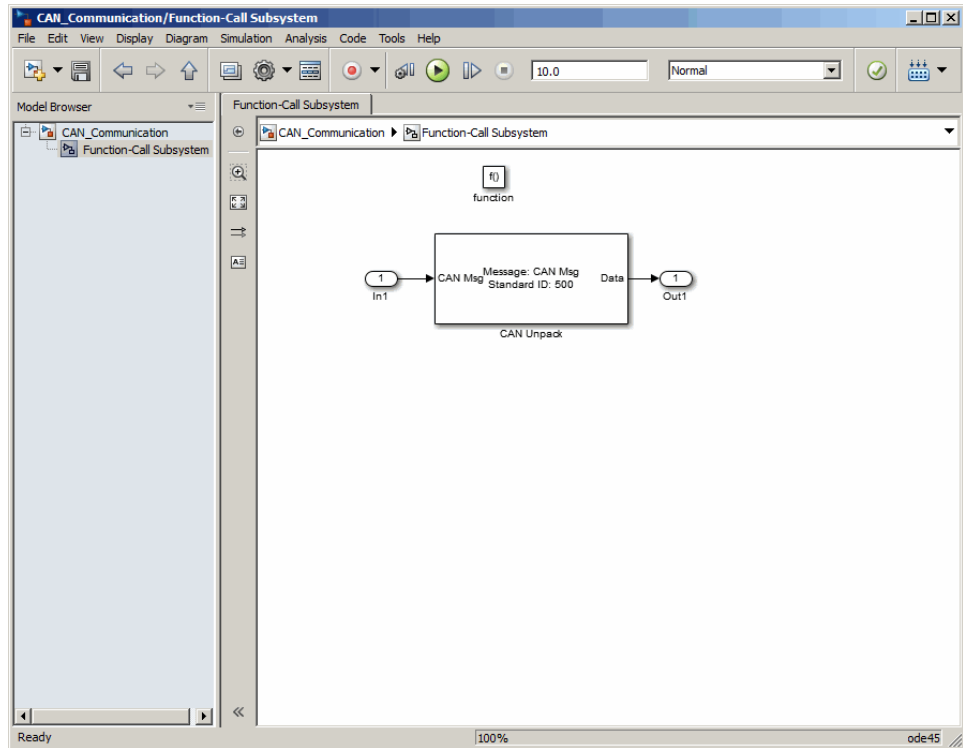 CAN_Communication/Function-Call Subsystem
File Edit View Display Diagram Simulation Analysis Code Tools Help
10.0 Normal
Model Browser
Function-Call Subsystem
CAN_Communication
Function-Call Subsystem
CAN_Communication Function-Call Subsystem
f()
function
1
In1
CAN Msg
Message: CAN Msg
Standard ID: 500
Data
1
Out1
CAN Unpack
Ready 100% ode45